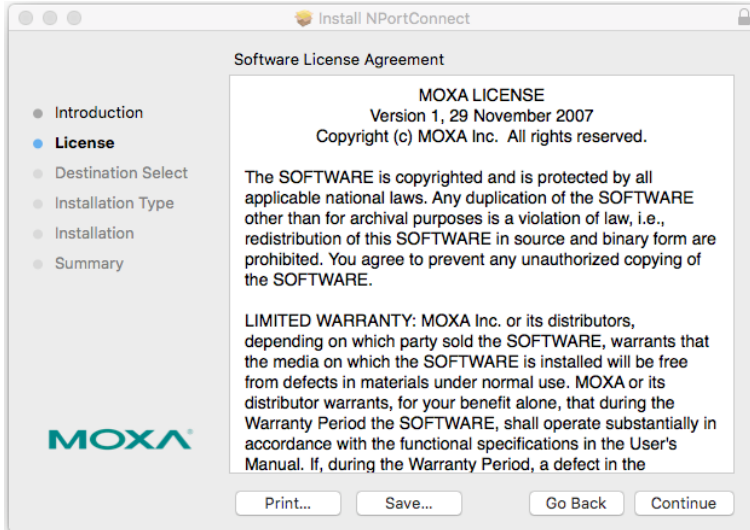 Install NPortConnect
Software License Agreement
Introduction
License
Destination Select
Installation Type
Installation
Summary
MOXA LICENSE
Version 1, 29 November 2007
Copyright (c) MOXA Inc.  All rights reserved.
The SOFTWARE is copyrighted and is protected by all
applicable national laws. Any duplication of the SOFTWARE
other than for archival purposes is a violation of law, i.e.,
redistribution of this SOFTWARE in source and binary form are
prohibited. You agree to prevent any unauthorized copying of
the SOFTWARE.
LIMITED WARRANTY: MOXA Inc. or its distributors,
depending on which party sold the SOFTWARE, warrants that
the media on which the SOFTWARE is installed will be free
from defects in materials under normal use. MOXA or its
distributor warrants, for your benefit alone, that during the
Warranty Period the SOFTWARE, shall operate substantially in
accordance with the functional specifications in the User's
Manual. If, during the Warranty Period, a defect in the
MOXA
Print...
Save...
Go Back
Continue